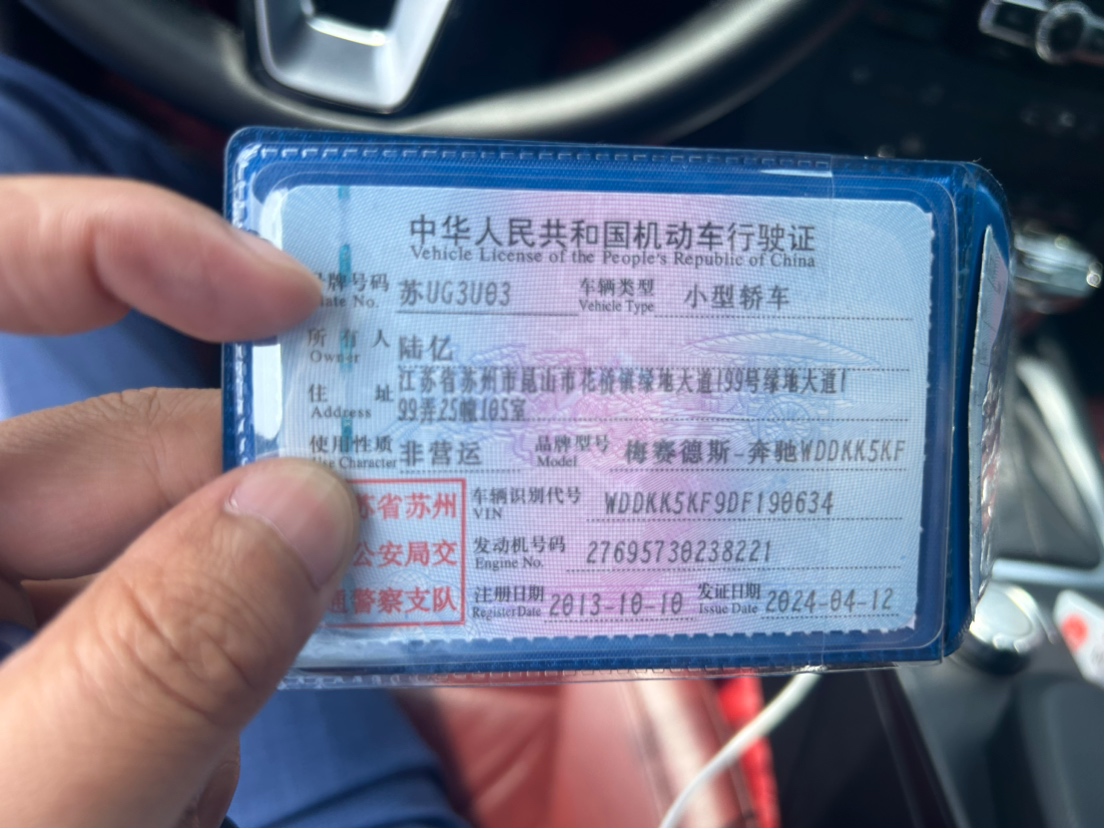 中华人民共和国机动车行驶证
Vehicle License of the People's Republic of China
牌号码 苏UG3U03 车辆类型 小型轿车
Plate No. Vehicle Type
所有人 陆亿
Owner
住址 江苏省苏州市昆山市花桥镇绿地大道199号绿地大道1
Address 99弄25幢105室
使用性质 非营运 品牌型号 梅赛德斯-奔驰WDDKK5KF
Use Character Model
苏省苏州 车辆识别代号 WDDKK5KF9DF190634
VIN
公安局交 发动机号码 27695730238221
Engine No.
通警察支队 注册日期 2013-10-10 发证日期 2024-04-12
Register Date Issue Date